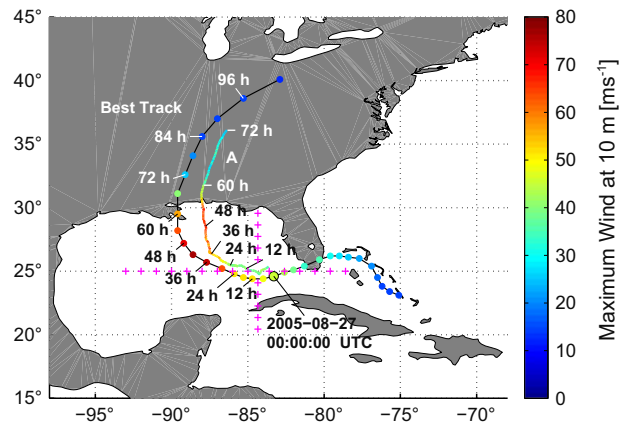 45°
40°
35°
30°
25°
20°
15°
−95°
−90°
−85°
−80°
−75°
−70°
96 h
Best Track
84 h
72 h
A
72 h
60 h
48 h
60 h
36 h
48 h
24 h
12 h
36 h
24 h
12 h
2005−08−27
00:00:00 UTC
80
70
60
50
40
30
20
10
0
Maximum Wind at 10 m [ms⁻¹]